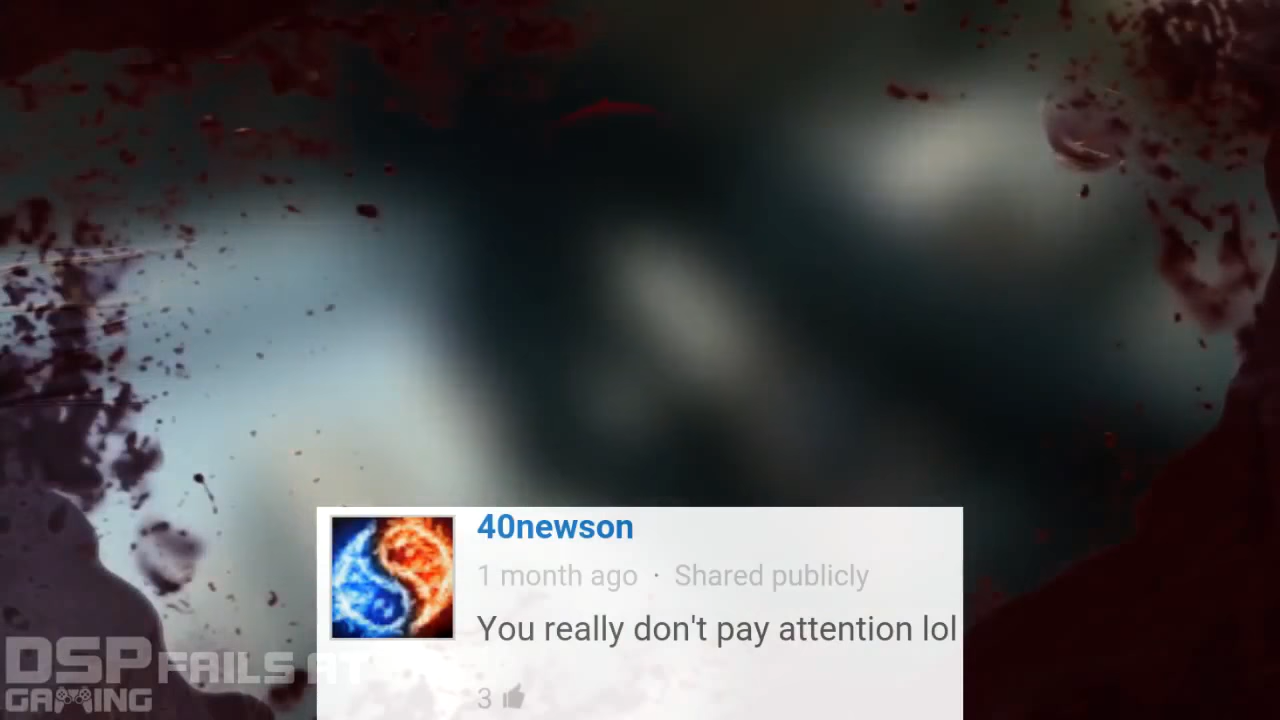 40newson
1 month ago · Shared publicly
You really don't pay attention lol
3
DSP FAILS AT
GAMING